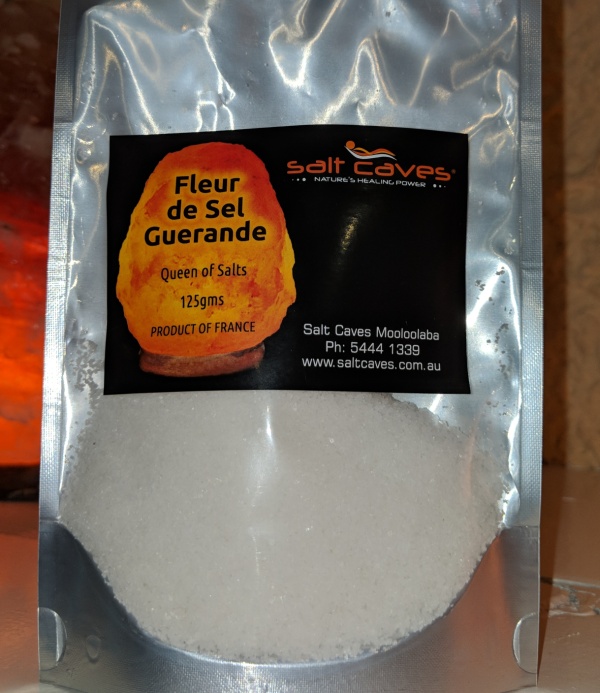 Fleur
de Sel
Guerande
Queen of Salts
125gms
PRODUCT OF FRANCE
salt caves®
NATURE'S HEALING POWER
Salt Caves Mooloolaba
Ph: 5444 1339
www.saltcaves.com.au